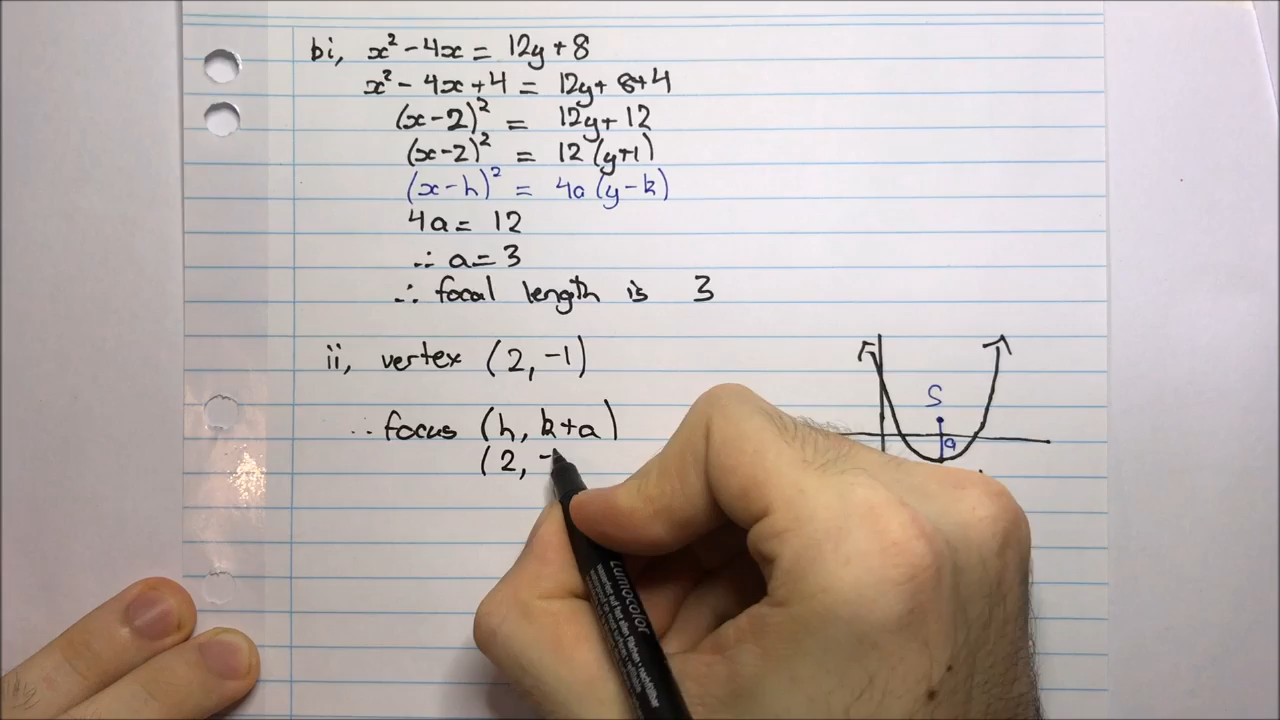 bi, x² - 4x = 12y + 8
x² - 4x + 4 = 12y + 8 + 4
(x-2)² = 12y + 12
(x-2)² = 12 (y+1)
(x-h)² = 4a (y-k)
4a = 12
∴ a = 3
∴ focal length is 3
ii, vertex (2, -1)
∴ focus (h, k+a)
(2, -
S
a
Lumocolor